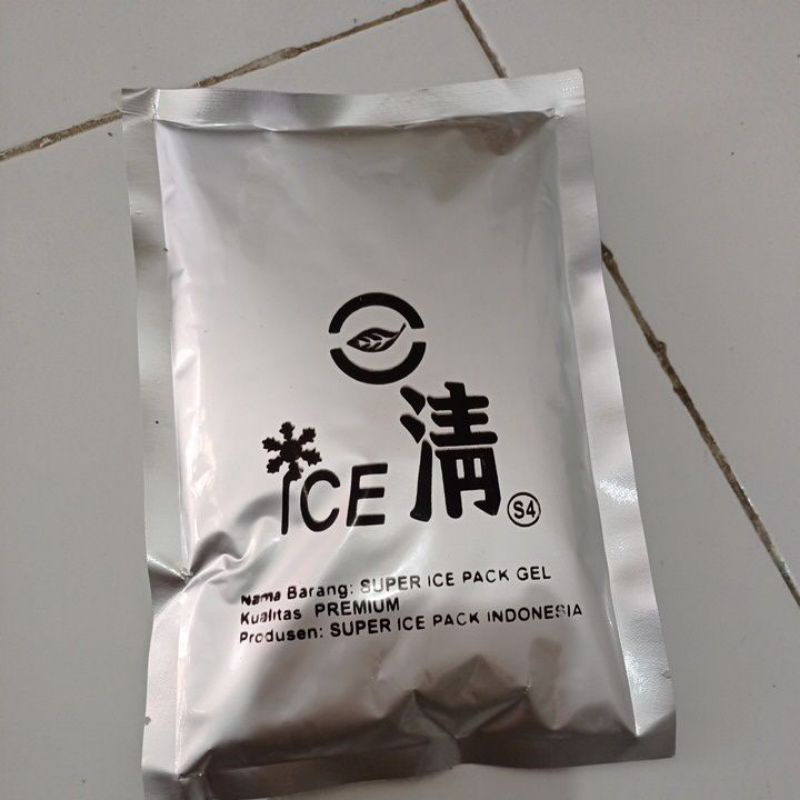 iCE 清 S4
Nama Barang: SUPER ICE PACK GEL
Kualitas PREMIUM
Produsen: SUPER ICE PACK INDONESIA